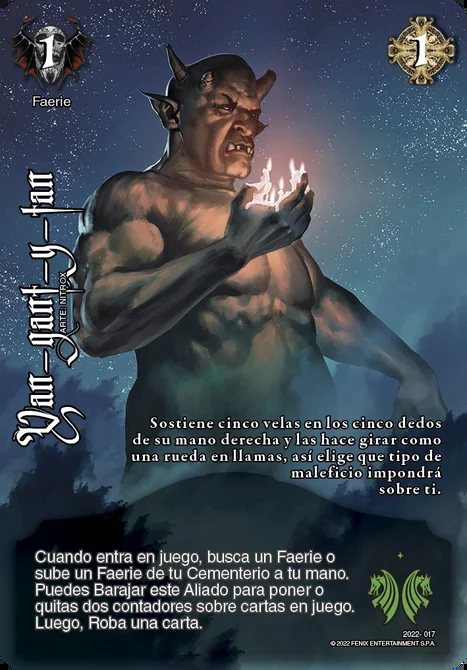 1
1
Faerie
Yan-gant-y-tan
ARTE: NITROX
Sostiene cinco velas en los cinco dedos
de su mano derecha y las hace girar como
una rueda en llamas, así elige que tipo de
maleficio impondrá
sobre ti.
Cuando entra en juego, busca un Faerie o
sube un Faerie de tu Cementerio a tu mano.
Puedes Barajar este Aliado para poner o
quitas dos contadores sobre cartas en juego.
Luego, Roba una carta.
2022- 017
© 2022 FENIX ENTERTAINMENT S.P.A.